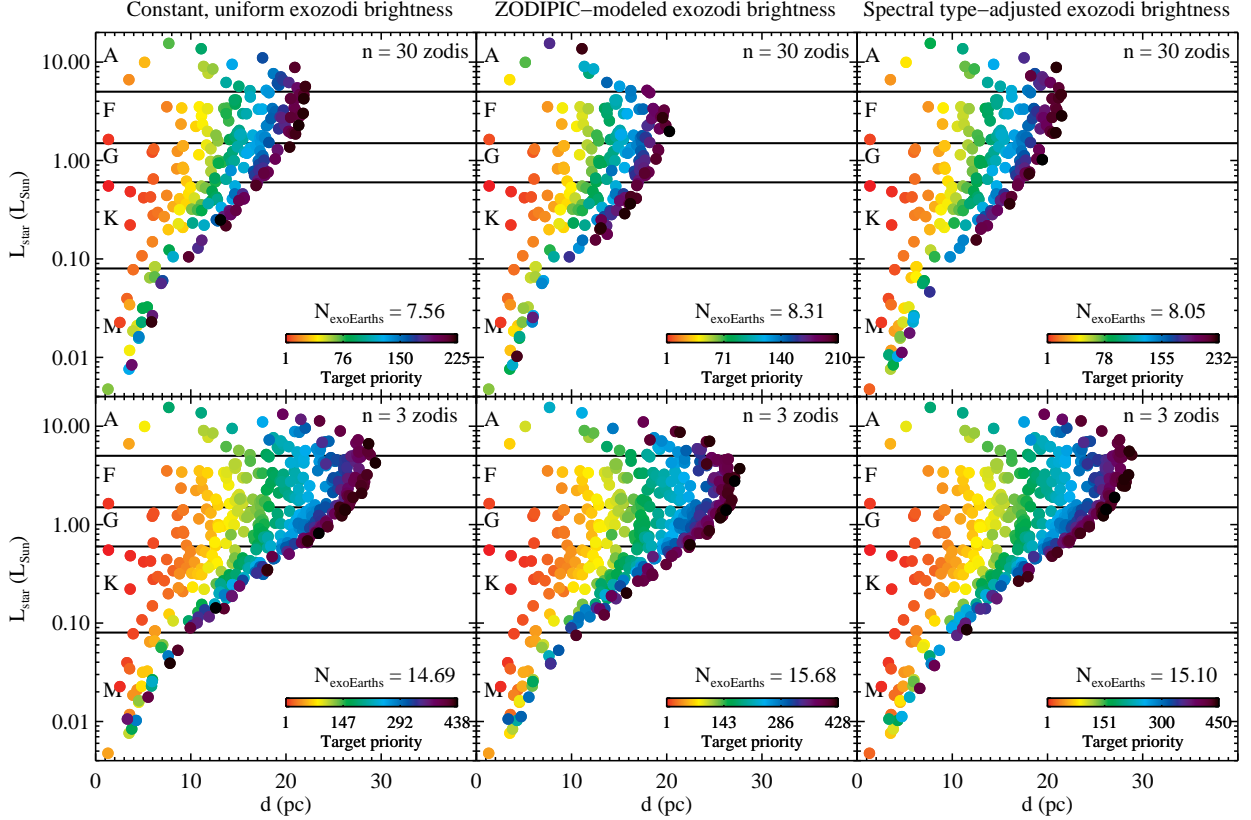 Constant, uniform exozodi brightness
ZODIPIC−modeled exozodi brightness
Spectral type−adjusted exozodi brightness
L_star (L_Sun)
10.00
1.00
0.10
0.01
A
F
G
K
M
n = 30 zodis
N_exoEarths = 7.56
1 76 150 225
Target priority
A
F
G
K
M
n = 30 zodis
N_exoEarths = 8.31
1 71 140 210
Target priority
A
F
G
K
M
n = 30 zodis
N_exoEarths = 8.05
1 78 155 232
Target priority
L_star (L_Sun)
10.00
1.00
0.10
0.01
A
F
G
K
M
n = 3 zodis
N_exoEarths = 14.69
1 147 292 438
Target priority
0 10 20 30
d (pc)
A
F
G
K
M
n = 3 zodis
N_exoEarths = 15.68
1 143 286 428
Target priority
0 10 20 30
d (pc)
A
F
G
K
M
n = 3 zodis
N_exoEarths = 15.10
1 151 300 450
Target priority
0 10 20 30
d (pc)